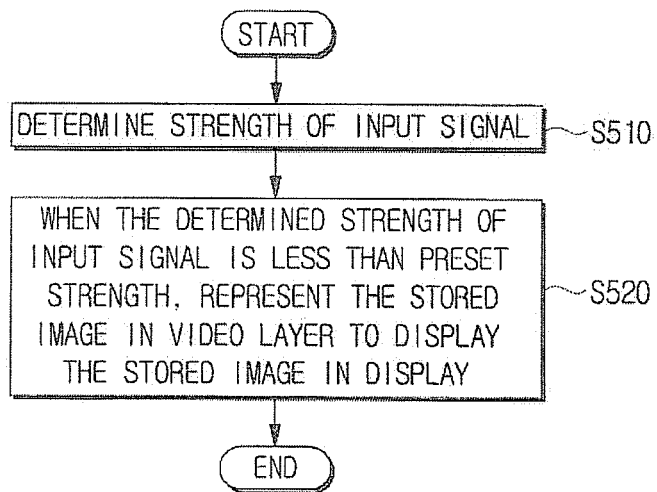 START
DETERMINE STRENGTH OF INPUT SIGNAL
S510
WHEN THE DETERMINED STRENGTH OF
INPUT SIGNAL IS LESS THAN PRESET
STRENGTH, REPRESENT THE STORED
IMAGE IN VIDEO LAYER TO DISPLAY
THE STORED IMAGE IN DISPLAY
S520
END